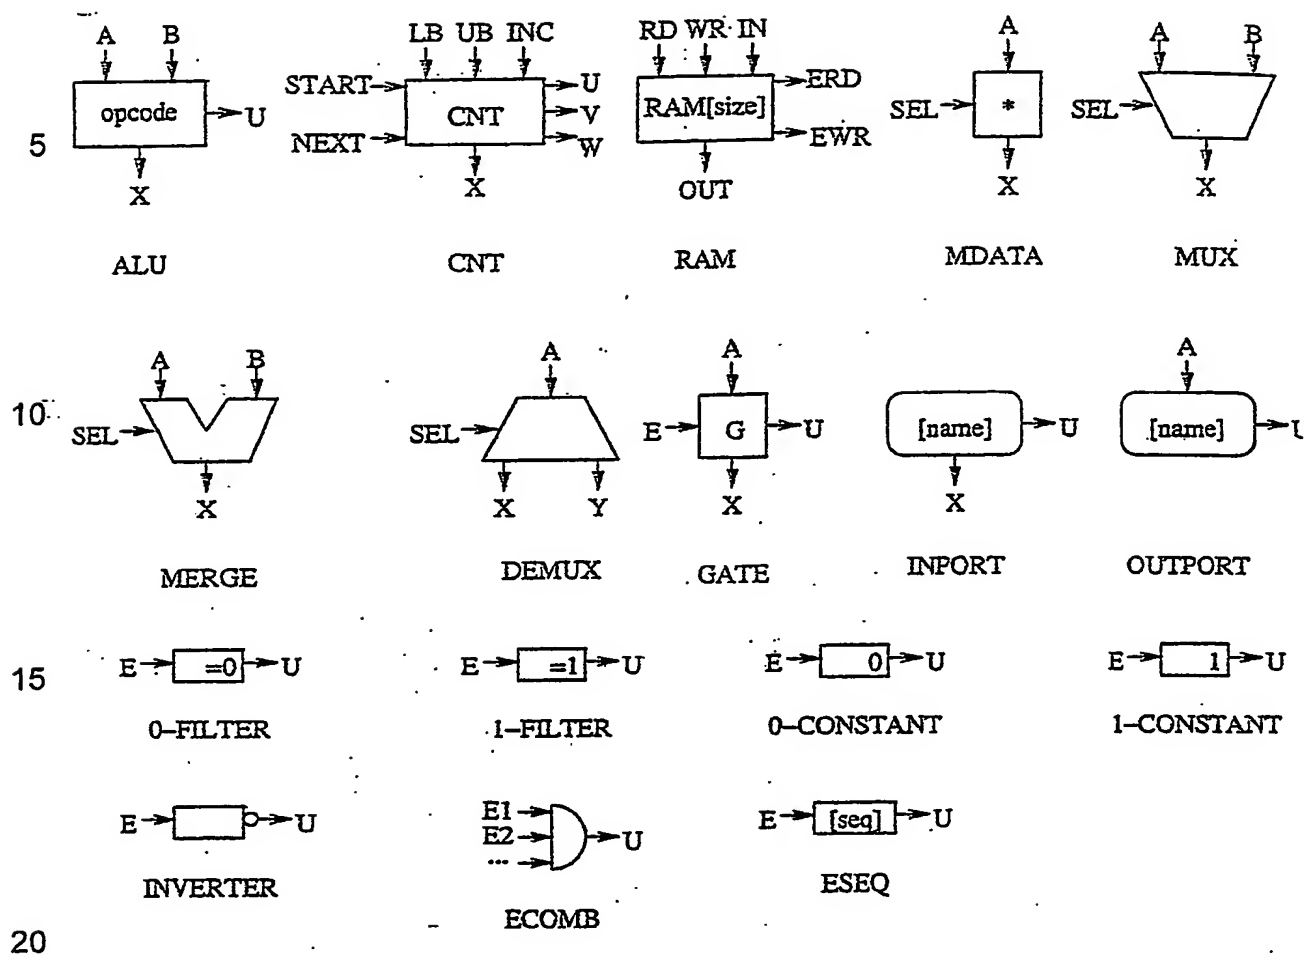 A B LB UB INC RD WR IN A A B
opcode U START CNT U RAM[size] ERD SEL * SEL
5 NEXT V EWR
W
X X OUT X X
ALU CNT RAM MDATA MUX
A B A A A
10 SEL SEL E G U [name] U [name]
X X Y X X
MERGE DEMUX GATE INPORT OUTPORT
15 E =0 U E =1 U E 0 U E 1 U
0–FILTER 1–FILTER 0–CONSTANT 1–CONSTANT
E U E1 E2 ... U E [seq] U
INVERTER ECOMB ESEQ
20